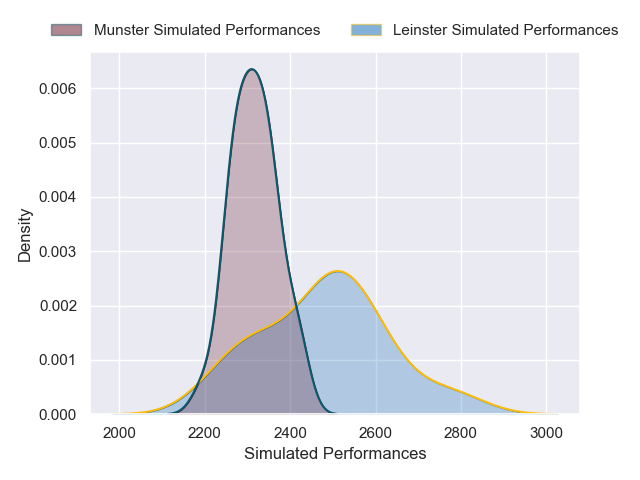 Munster Simulated Performances
Leinster Simulated Performances
0.006
0.005
0.004
0.003
0.002
0.001
0.000
Density
2000 2200 2400 2600 2800 3000
Simulated Performances